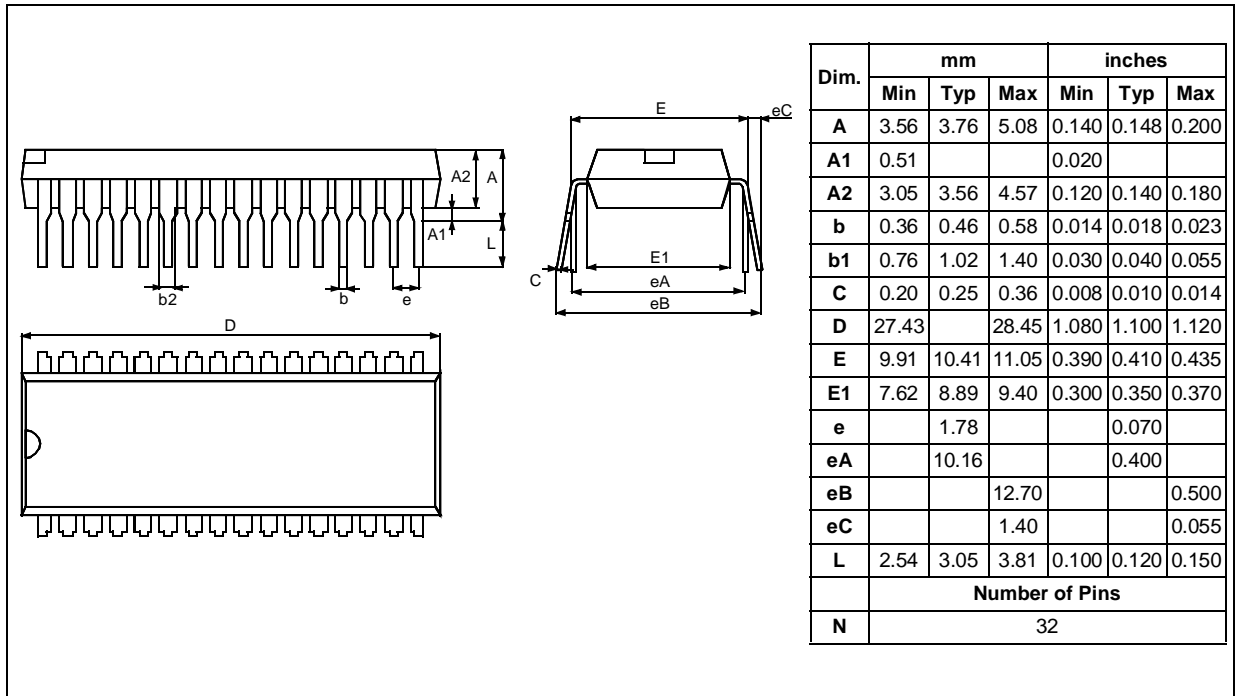 A2
A
A1
L
b2
b
e
D
E
eC
E1
C
eA
eB
Dim. mm inches
Min Typ Max Min Typ Max
A 3.56 3.76 5.08 0.140 0.148 0.200
A1 0.51 0.020
A2 3.05 3.56 4.57 0.120 0.140 0.180
b 0.36 0.46 0.58 0.014 0.018 0.023
b1 0.76 1.02 1.40 0.030 0.040 0.055
C 0.20 0.25 0.36 0.008 0.010 0.014
D 27.43 28.45 1.080 1.100 1.120
E 9.91 10.41 11.05 0.390 0.410 0.435
E1 7.62 8.89 9.40 0.300 0.350 0.370
e 1.78 0.070
eA 10.16 0.400
eB 12.70 0.500
eC 1.40 0.055
L 2.54 3.05 3.81 0.100 0.120 0.150
Number of Pins
N 32